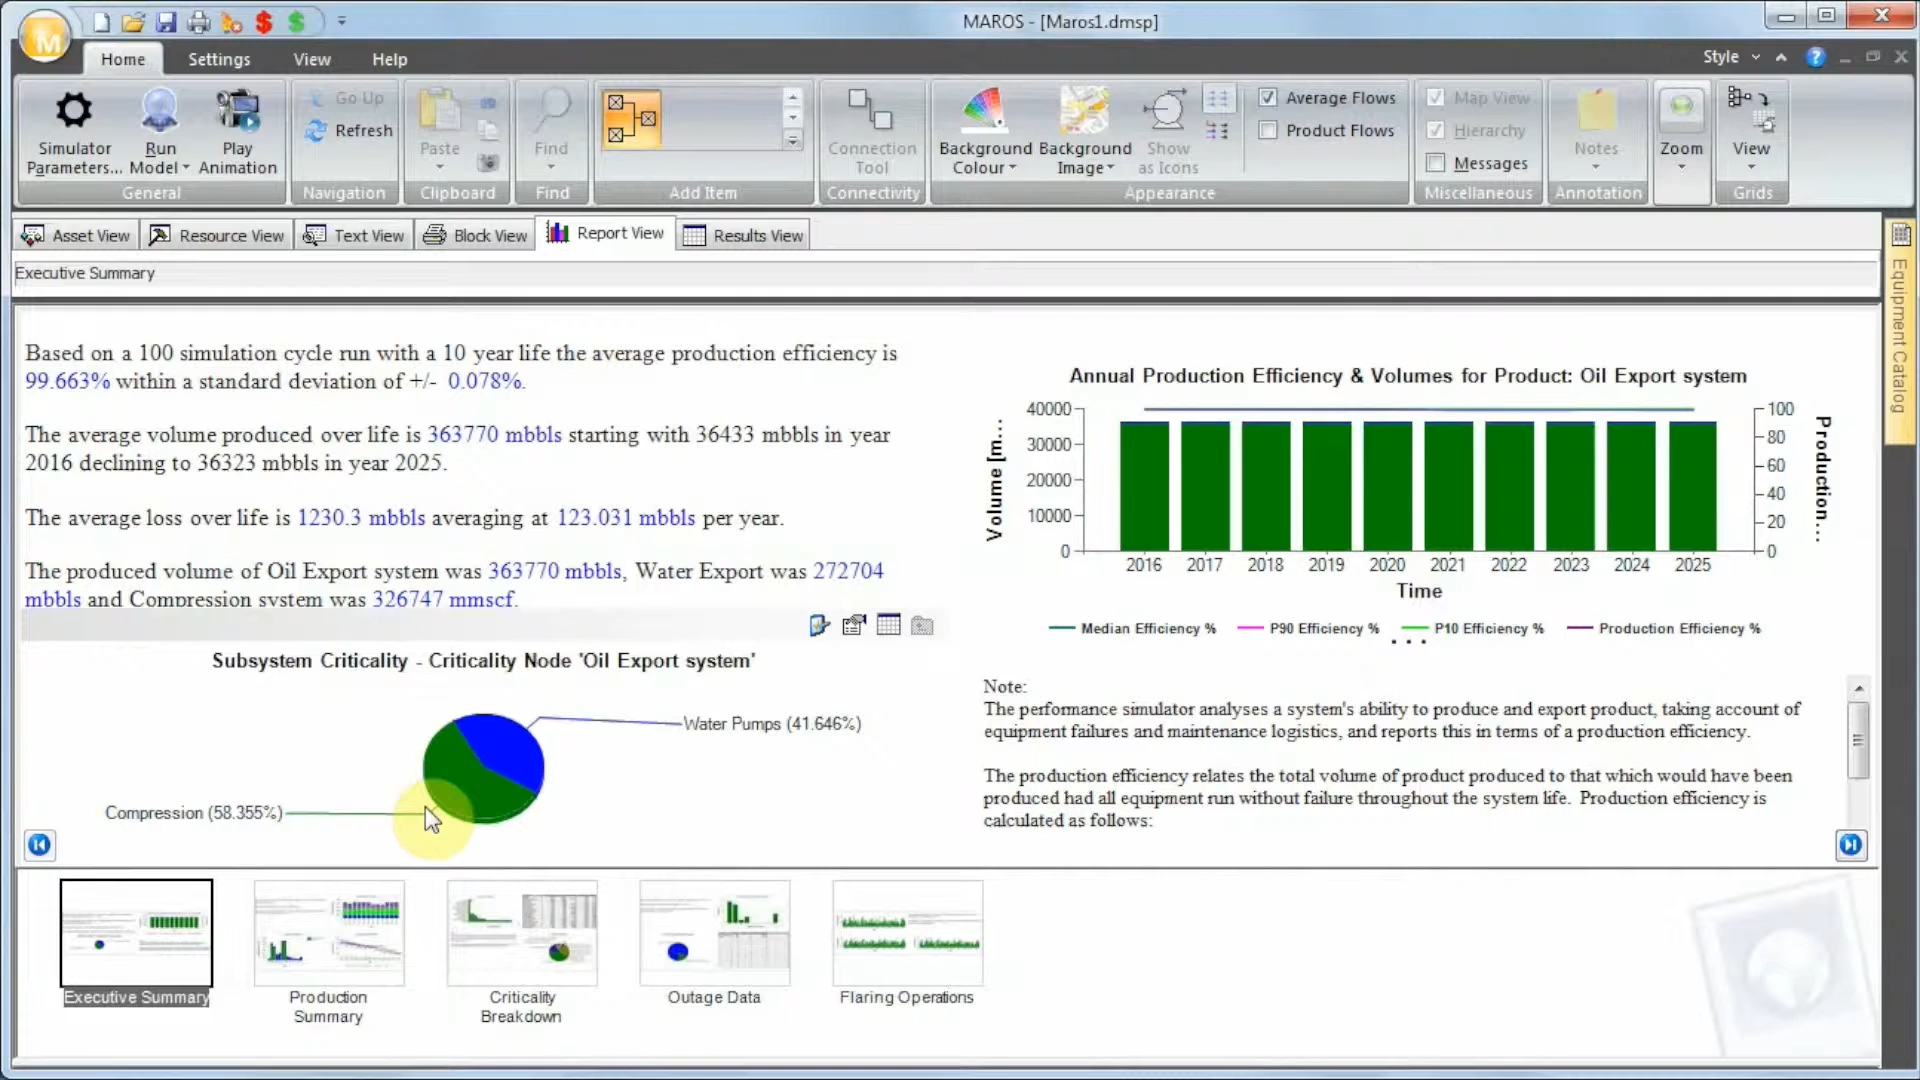 MAROS - [Maros1.dmsp]
Home Settings View Help Style
Simulator Parameters... Run Model Play Animation
General
Go Up
Refresh
Navigation
Paste
Clipboard
Find
Find
Add Item
Connection Tool
Connectivity
Background Colour Background Image Show as Icons
Average Flows
Product Flows
Appearance
Map View
Hierarchy
Messages
Miscellaneous
Notes
Annotation
Zoom
View
Grids
Asset View Resource View Text View Block View Report View Results View
Equipment Catalog
Executive Summary
Based on a 100 simulation cycle run with a 10 year life the average production efficiency is
99.663% within a standard deviation of +/- 0.078%.
The average volume produced over life is 363770 mbbls starting with 36433 mbbls in year
2016 declining to 36323 mbbls in year 2025.
The average loss over life is 1230.3 mbbls averaging at 123.031 mbbls per year.
The produced volume of Oil Export system was 363770 mbbls, Water Export was 272704
mbbls and Compression system was 326747 mmscf.
Annual Production Efficiency & Volumes for Product: Oil Export system
Volume [m...
40000
30000
20000
10000
0
100
80
60
40
20
0
Production...
2016 2017 2018 2019 2020 2021 2022 2023 2024 2025
Time
Median Efficiency % P90 Efficiency % P10 Efficiency % Production Efficiency %
...
Subsystem Criticality - Criticality Node 'Oil Export system'
Water Pumps (41.646%)
Compression (58.355%)
Note:
The performance simulator analyses a system's ability to produce and export product, taking account of
equipment failures and maintenance logistics, and reports this in terms of a production efficiency.
The production efficiency relates the total volume of product produced to that which would have been
produced had all equipment run without failure throughout the system life. Production efficiency is
calculated as follows:
Executive Summary
Production Summary
Criticality Breakdown
Outage Data
Flaring Operations